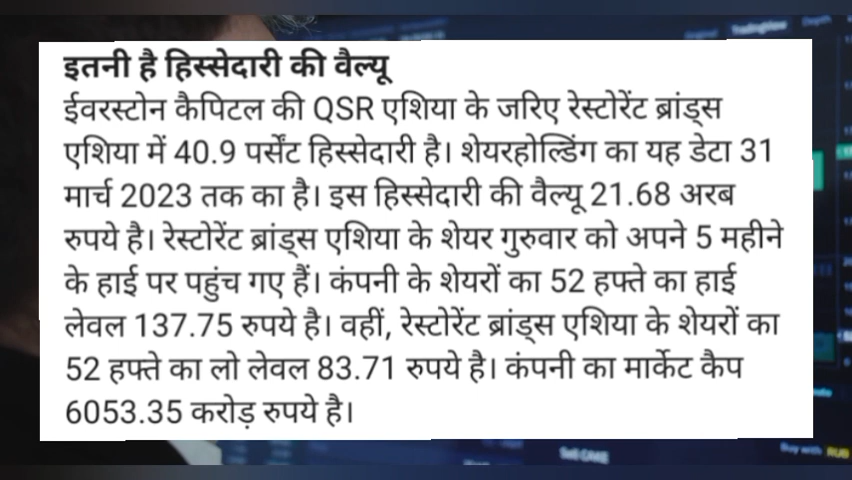 इतनी है हिस्सेदारी की वैल्यू
ईवरस्टोन कैपिटल की QSR एशिया के जरिए रेस्टोरेंट ब्रांड्स
एशिया में 40.9 पर्सेंट हिस्सेदारी है। शेयरहोल्डिंग का यह डेटा 31
मार्च 2023 तक का है। इस हिस्सेदारी की वैल्यू 21.68 अरब
रुपये है। रेस्टोरेंट ब्रांड्स एशिया के शेयर गुरुवार को अपने 5 महीने
के हाई पर पहुंच गए हैं। कंपनी के शेयरों का 52 हफ्ते का हाई
लेवल 137.75 रुपये है। वहीं, रेस्टोरेंट ब्रांड्स एशिया के शेयरों का
52 हफ्ते का लो लेवल 83.71 रुपये है। कंपनी का मार्केट कैप
6053.35 करोड़ रुपये है।